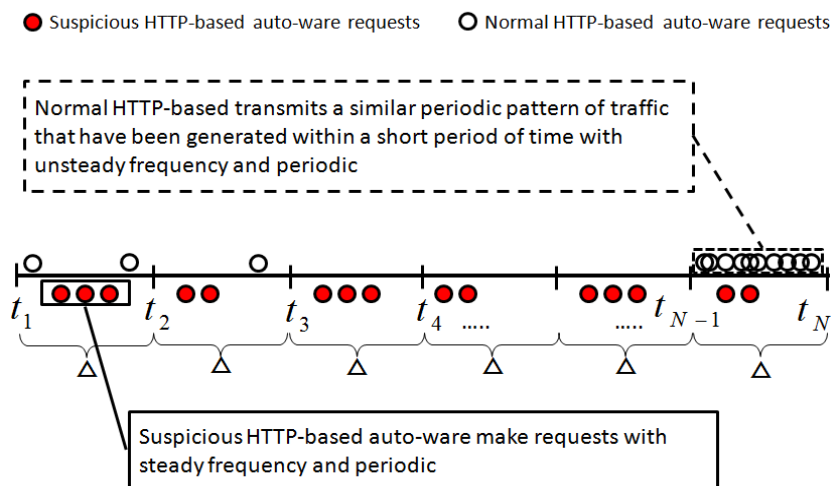 Suspicious HTTP-based auto-ware requests
Normal HTTP-based auto-ware requests
Normal HTTP-based transmits a similar periodic pattern of traffic
that have been generated within a short period of time with
unsteady frequency and periodic
t1 t2 t3 t4 ..... ..... tN−1 tN
Δ Δ Δ Δ Δ Δ
Suspicious HTTP-based auto-ware make requests with
steady frequency and periodic